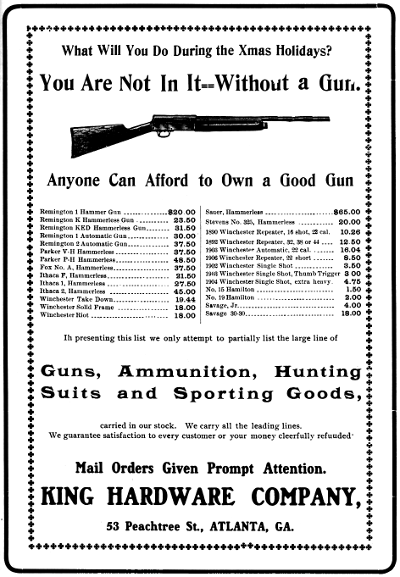 What Will You Do During the Xmas Holidays?
You Are Not In It--Without a Gun.
Anyone Can Afford to Own a Good Gun
Remington 1 Hammer Gun .............. $20 00
Remington K Hammerless Gun ......... 23.50
Remington KED Hammerless Gun....... 31.50
Remington 1 Automatic Gun........... 30.00
Remington 2 Automatic Gun........... 37.50
Parker V-H Hammerless .............. 37.50
Parker P-H Hammerless .............. 48.50
Fox No. A, Hammerless............... 37.50
Ithaca F, Hammerless................ 21.50
Ithaca 1, Hammerless ............... 27.50
Ithaca 2, Hammerless ............... 45.00
Winchester Take Down................ 19.44
Winchester Solid Frame ............. 18.00
Winchester Riot .................... 18.00
Sauer, Hammerless .................. $65.00
Stevens No. 325, Hammerless ........ 20.00
1890 Winchester Repeater, 16 shot, 22 cal. 10.26
1892 Winchester Repeater, 32, 38 or 44 .... 12.50
1903 Winchester Automatic, 22 cal. ...... 16.04
1906 Winchester Repeater, 22 short ...... 8.50
1902 Winchester Single Shot ............ 3.50
Winchester Single Shot, Thumb Trigger 3 00
1904 Winchester Single Shot, extra heavy. 4.75
No. 15 Hamilton .................... 1.50
No. 19 Hamilton .................... 2.00
Savage, Jr.......................... 4.00
Savage 30-30........................ 18.00
Ih presenting this list we only attempt to partially list the large line of
Guns, Ammunition, Hunting
Suits and Sporting Goods,
carried in our stock. We carry all the leading lines.
We guarantee satisfaction to every customer or your money cleerfully refuuded
Mail Orders Given Prompt Attention.
KING HARDWARE COMPANY,
53 Peachtree St., ATLANTA, GA.